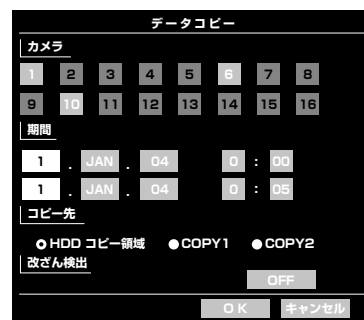 データコピー
カメラ
1 2 3 4 5 6 7 8
9 10 11 12 13 14 15 16
期間
1 . JAN . 04 0 : 00
1 . JAN . 04 0 : 05
コピー先
HDD コピー領域 COPY1 COPY2
改ざん検出
OFF
OK キャンセル